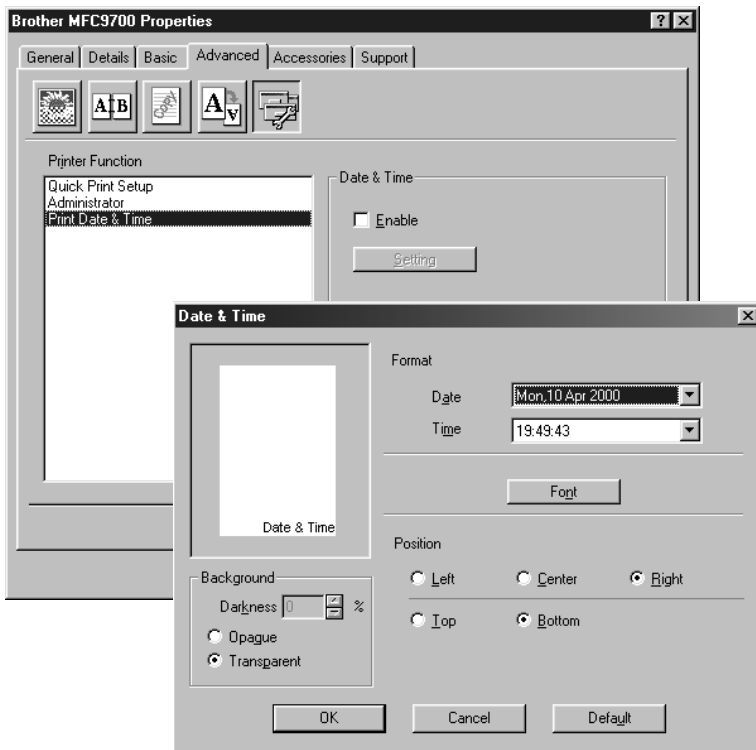 Brother MFC9700 Properties
General Details Basic Advanced Accessories Support
Printer Function
Quick Print Setup
Administrator
Print Date & Time
Date & Time
Enable
Setting
Date & Time
Date & Time
Format
Date Mon,10 Apr 2000
Time 19:49:43
Font
Background
Darkness 0 %
Opague
Transparent
Position
Left Center Right
Top Bottom
OK Cancel Default